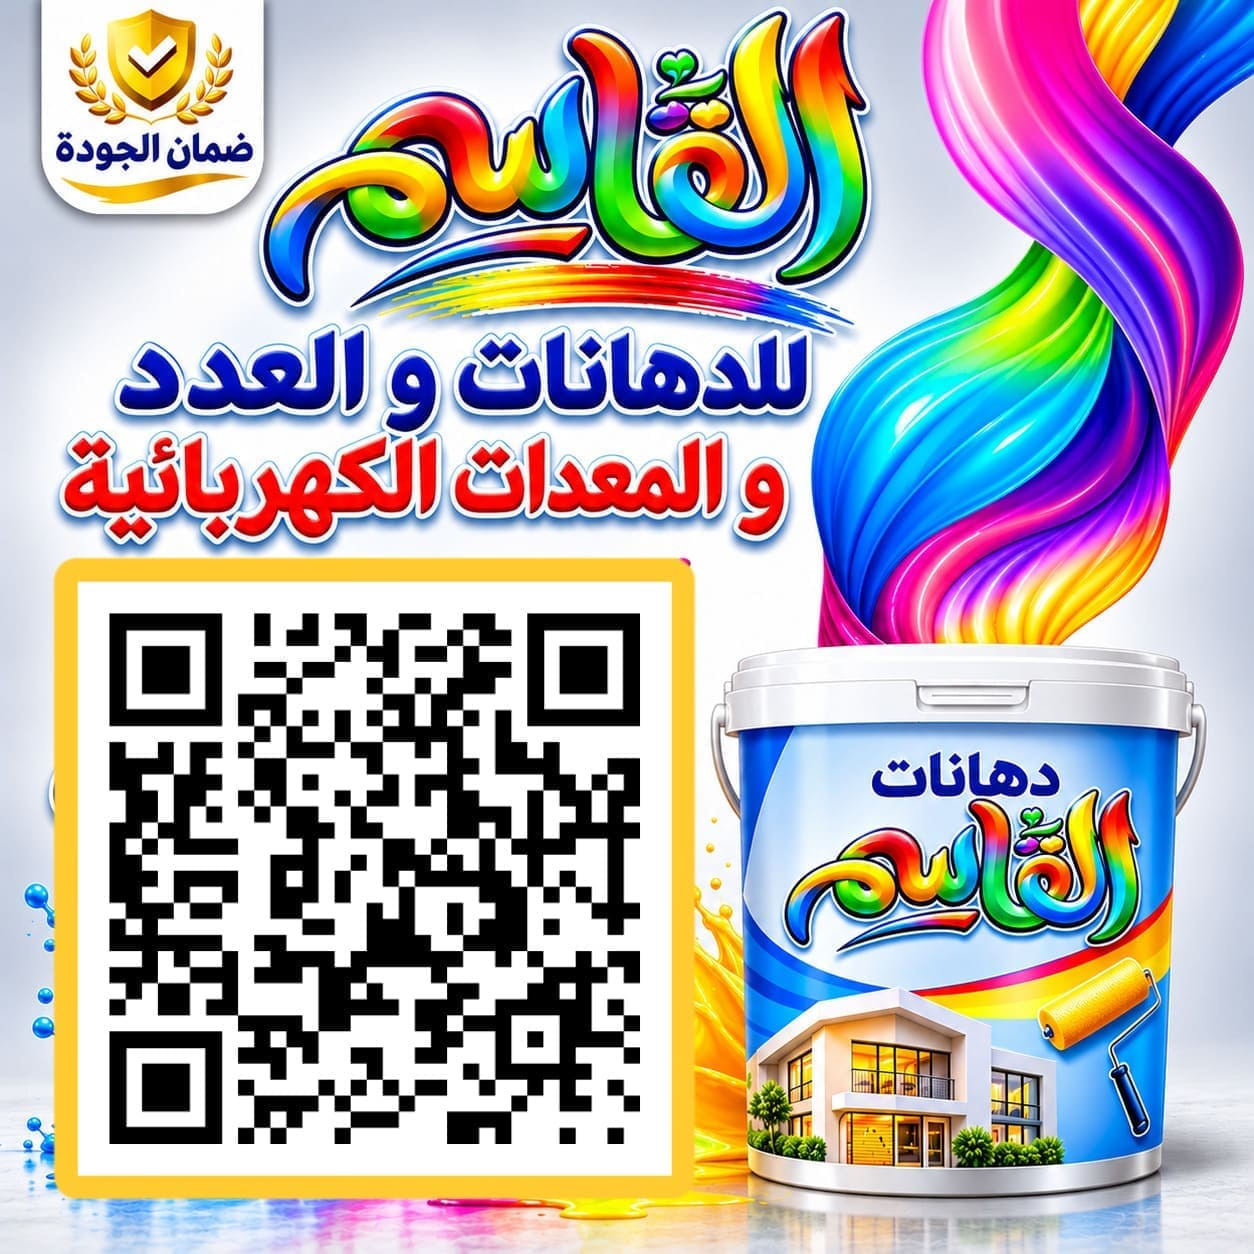 ضمان الجودة
القاسم
للدهانات و العدد
و المعدات الكهربائية
دهانات
القاسم